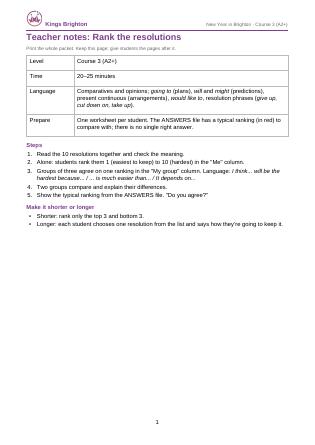 Kings Brighton
New Year in Brighton · Course 3 (A2+)
Teacher notes: Rank the resolutions
Print the whole packet. Keep this page; give students the pages after it.
Level Course 3 (A2+)
Time 20–25 minutes
Language Comparatives and opinions; going to (plans), will and might (predictions),
present continuous (arrangements), would like to, resolution phrases (give up,
cut down on, take up).
Prepare One worksheet per student. The ANSWERS file has a typical ranking (in red) to
compare with; there is no single right answer.
Steps
1. Read the 10 resolutions together and check the meaning.
2. Alone: students rank them 1 (easiest to keep) to 10 (hardest) in the "Me" column.
3. Groups of three agree on one ranking in the "My group" column. Language: I think... will be the
hardest because... / ... is much easier than... / It depends on...
4. Two groups compare and explain their differences.
5. Show the typical ranking from the ANSWERS file. "Do you agree?"
Make it shorter or longer
• Shorter: rank only the top 3 and bottom 3.
• Longer: each student chooses one resolution from the list and says how they're going to keep it.
1